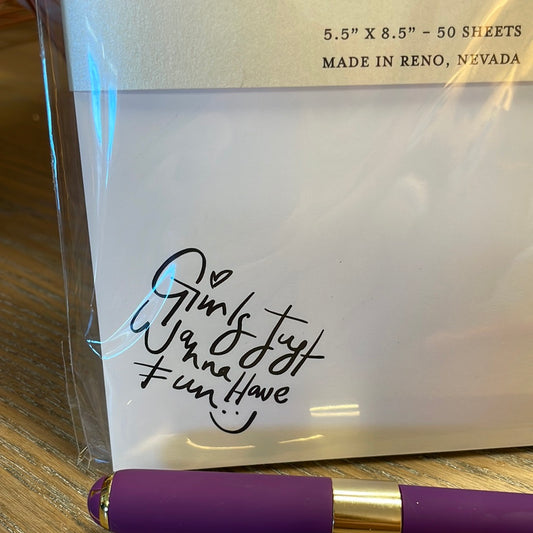 5.5" X 8.5" – 50 SHEETS
MADE IN RENO, NEVADA
Girls Just
Wanna Have
Fun